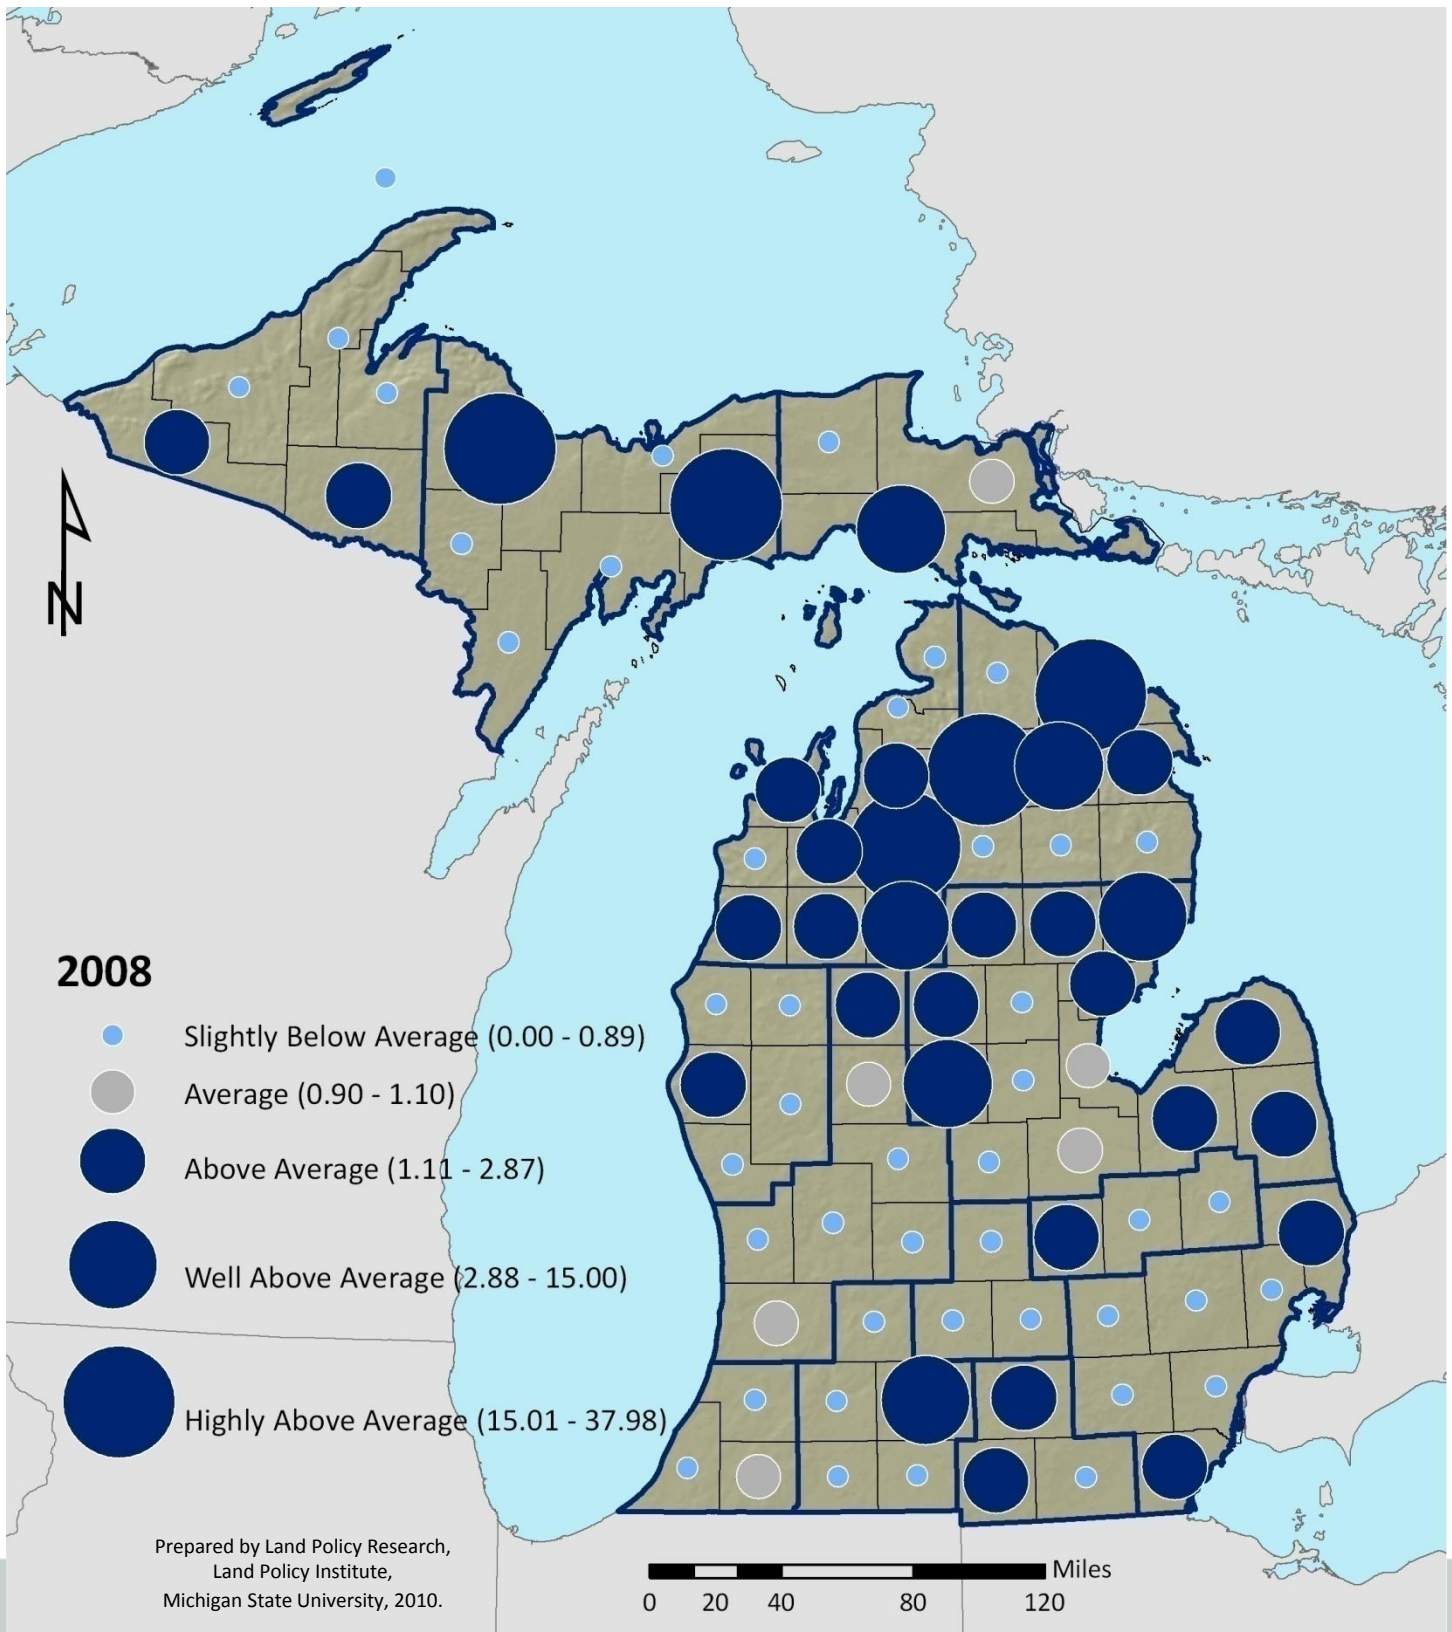 N
2008
Slightly Below Average (0.00 - 0.89)
Average (0.90 - 1.10)
Above Average (1.11 - 2.87)
Well Above Average (2.88 - 15.00)
Highly Above Average (15.01 - 37.98)
Prepared by Land Policy Research,
Land Policy Institute,
Michigan State University, 2010.
Miles
0 20 40 80 120